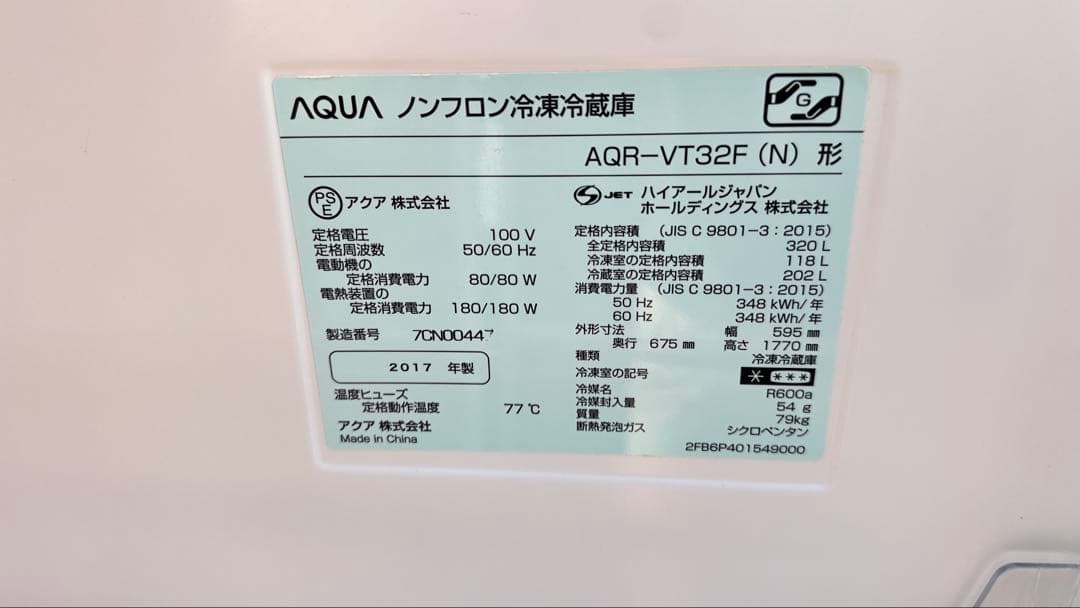 AQUA ノンフロン冷凍冷蔵庫
G
AQR-VT32F (N) 形
PSE アクア 株式会社
定格電圧 100 V
定格周波数 50/60 Hz
電動機の
定格消費電力 80/80 W
電熱装置の
定格消費電力 180/180 W
製造番号 7CN00447
2017 年製
温度ヒューズ
定格動作温度 77℃
アクア 株式会社
Made in China
JET ハイアールジャパン
ホールディングス 株式会社
定格内容積 (JIS C 9801-3:2015)
全定格内容積 320 L
冷凍室の定格内容積 118 L
冷蔵室の定格内容積 202 L
消費電力量 (JIS C 9801-3:2015)
50 Hz 348 kWh/年
60 Hz 348 kWh/年
外形寸法 幅 595 mm
奥行 675 mm 高さ 1770 mm
種類 冷凍冷蔵庫
冷凍室の記号 * ***
冷媒名 R600a
冷媒封入量 54 g
質量 79kg
断熱発泡ガス シクロペンタン
2FB6P401549000